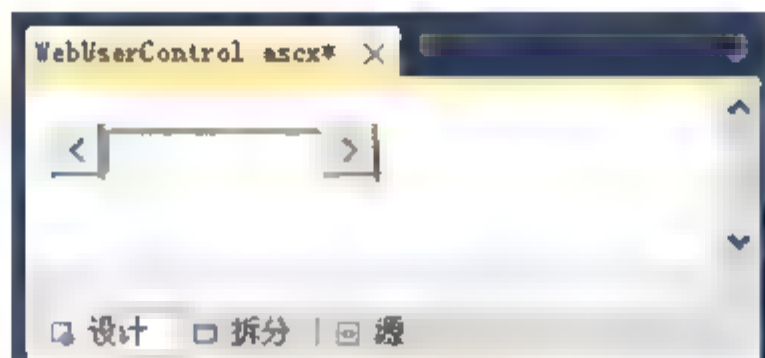 WebUserControl ascx* ×
< >
设计 拆分 源